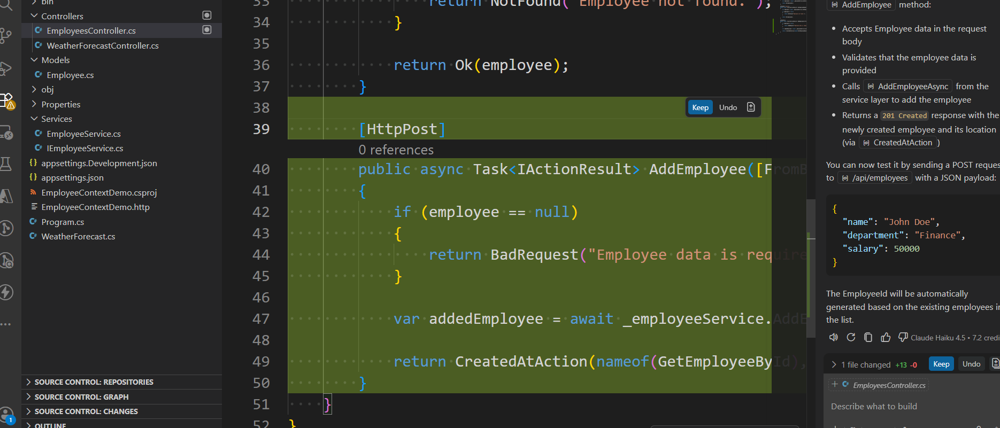 bin
Controllers
EmployeesController.cs
WeatherForecastController.cs
Models
Employee.cs
obj
Properties
Services
EmployeeService.cs
IEmployeeService.cs
appsettings.Development.json
appsettings.json
EmployeeContextDemo.csproj
EmployeeContextDemo.http
Program.cs
WeatherForecast.cs
SOURCE CONTROL: REPOSITORIES
SOURCE CONTROL: GRAPH
SOURCE CONTROL: CHANGES
OUTLINE
1
33 return NotFound("Employee not found.");
34 }
35
36 return Ok(employee);
37 }
38
Keep Undo
39 [HttpPost]
0 references
40 public async Task<IActionResult> AddEmployee([FromB
41 {
42 if (employee == null)
43 {
44 return BadRequest("Employee data is require
45 }
46
47 var addedEmployee = await _employeeService.AddE
48
49 return CreatedAtAction(nameof(GetEmployeeById),
50 }
51 }
52 }
AddEmployee method:
• Accepts Employee data in the request
body
• Validates that the employee data is
provided
• Calls AddEmployeeAsync from the
service layer to add the employee
• Returns a 201 Created response with the
newly created employee and its location
(via CreatedAtAction)
You can now test it by sending a POST reques
to /api/employees with a JSON payload:
{
"name": "John Doe",
"department": "Finance",
"salary": 50000
}
The EmployeeId will be automatically
generated based on the existing employees in
the list.
Claude Haiku 4.5 • 7.2 credi
1 file changed +13 -0 Keep Undo
EmployeesController.cs
Describe what to build